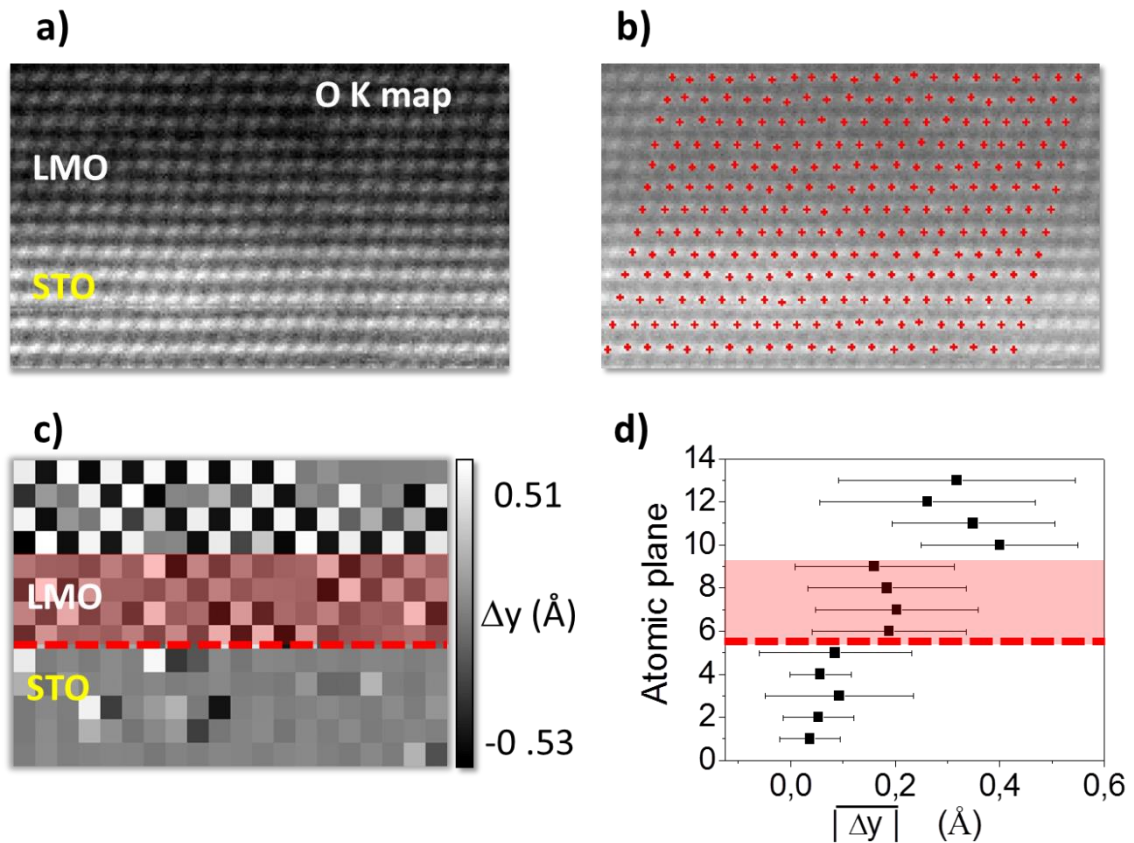 a)
O K map
LMO
STO
b)
c)
LMO
STO
0.51
Δy (Å)
-0 .53
d)
Atomic plane
14
12
10
8
6
4
2
0
0,0 0,2 0,4 0,6
|Δy| (Å)